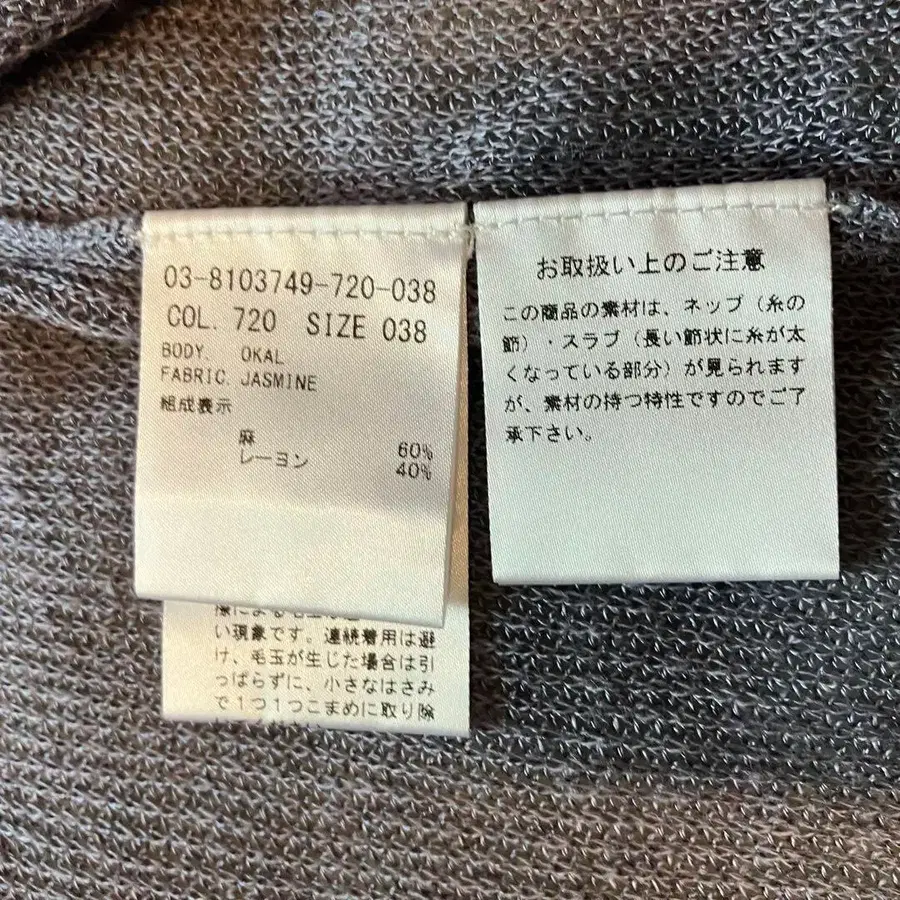 03-8103749-720-038
COL. 720 SIZE 038
BODY. OKAL
FABRIC. JASMINE
組成表示
麻 60%
レーヨン 40%
い現象です。連続着用は避
け、毛玉が生じた場合は引
っぱらずに、小さなはさみ
で1つ1つこまめに取り除
お取扱い上のご注意
この商品の素材は、ネップ（糸の
節）・スラブ（長い節状に糸が太
くなっている部分）が見られます
が、素材の持つ特性ですのでご了
承下さい。